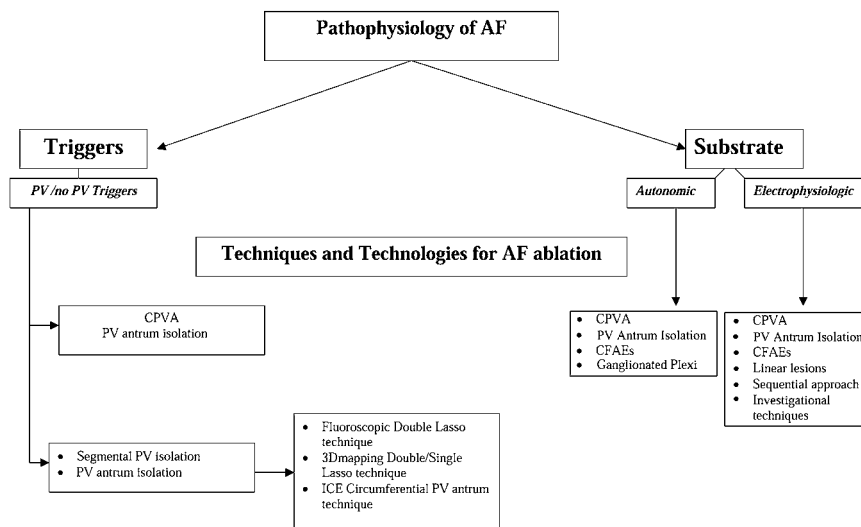 Pathophysiology of AF
Triggers
Substrate
PV /no PV Triggers
Autonomic
Electrophysiologic
Techniques and Technologies for AF ablation
CPVA
PV antrum isolation
• CPVA
• PV Antrum Isolation
• CFAEs
• Ganglionated Plexi
• CPVA
• PV Antrum Isolation
• CFAEs
• Linear lesions
• Sequential approach
• Investigational
techniques
• Segmental PV isolation
• PV antrum isolation
• Fluoroscopic Double Lasso
technique
• 3Dmapping Double/Single
Lasso technique
• ICE Circumferential PV antrum
technique